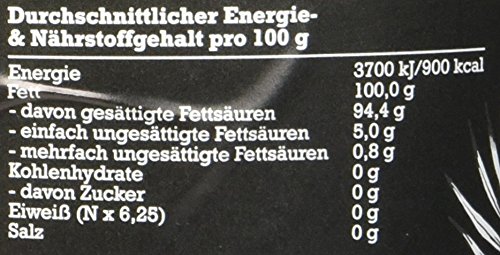 Durchschnittlicher Energie-
& Nährstoffgehalt pro 100 g
Energie 3700 kJ/900 kcal
Fett 100,0 g
- davon gesättigte Fettsäuren 94,4 g
- einfach ungesättigte Fettsäuren 5,0 g
- mehrfach ungesättigte Fettsäuren 0,8 g
Kohlenhydrate 0 g
- davon Zucker 0 g
Eiweiß (N x 6,25) 0 g
Salz 0 g